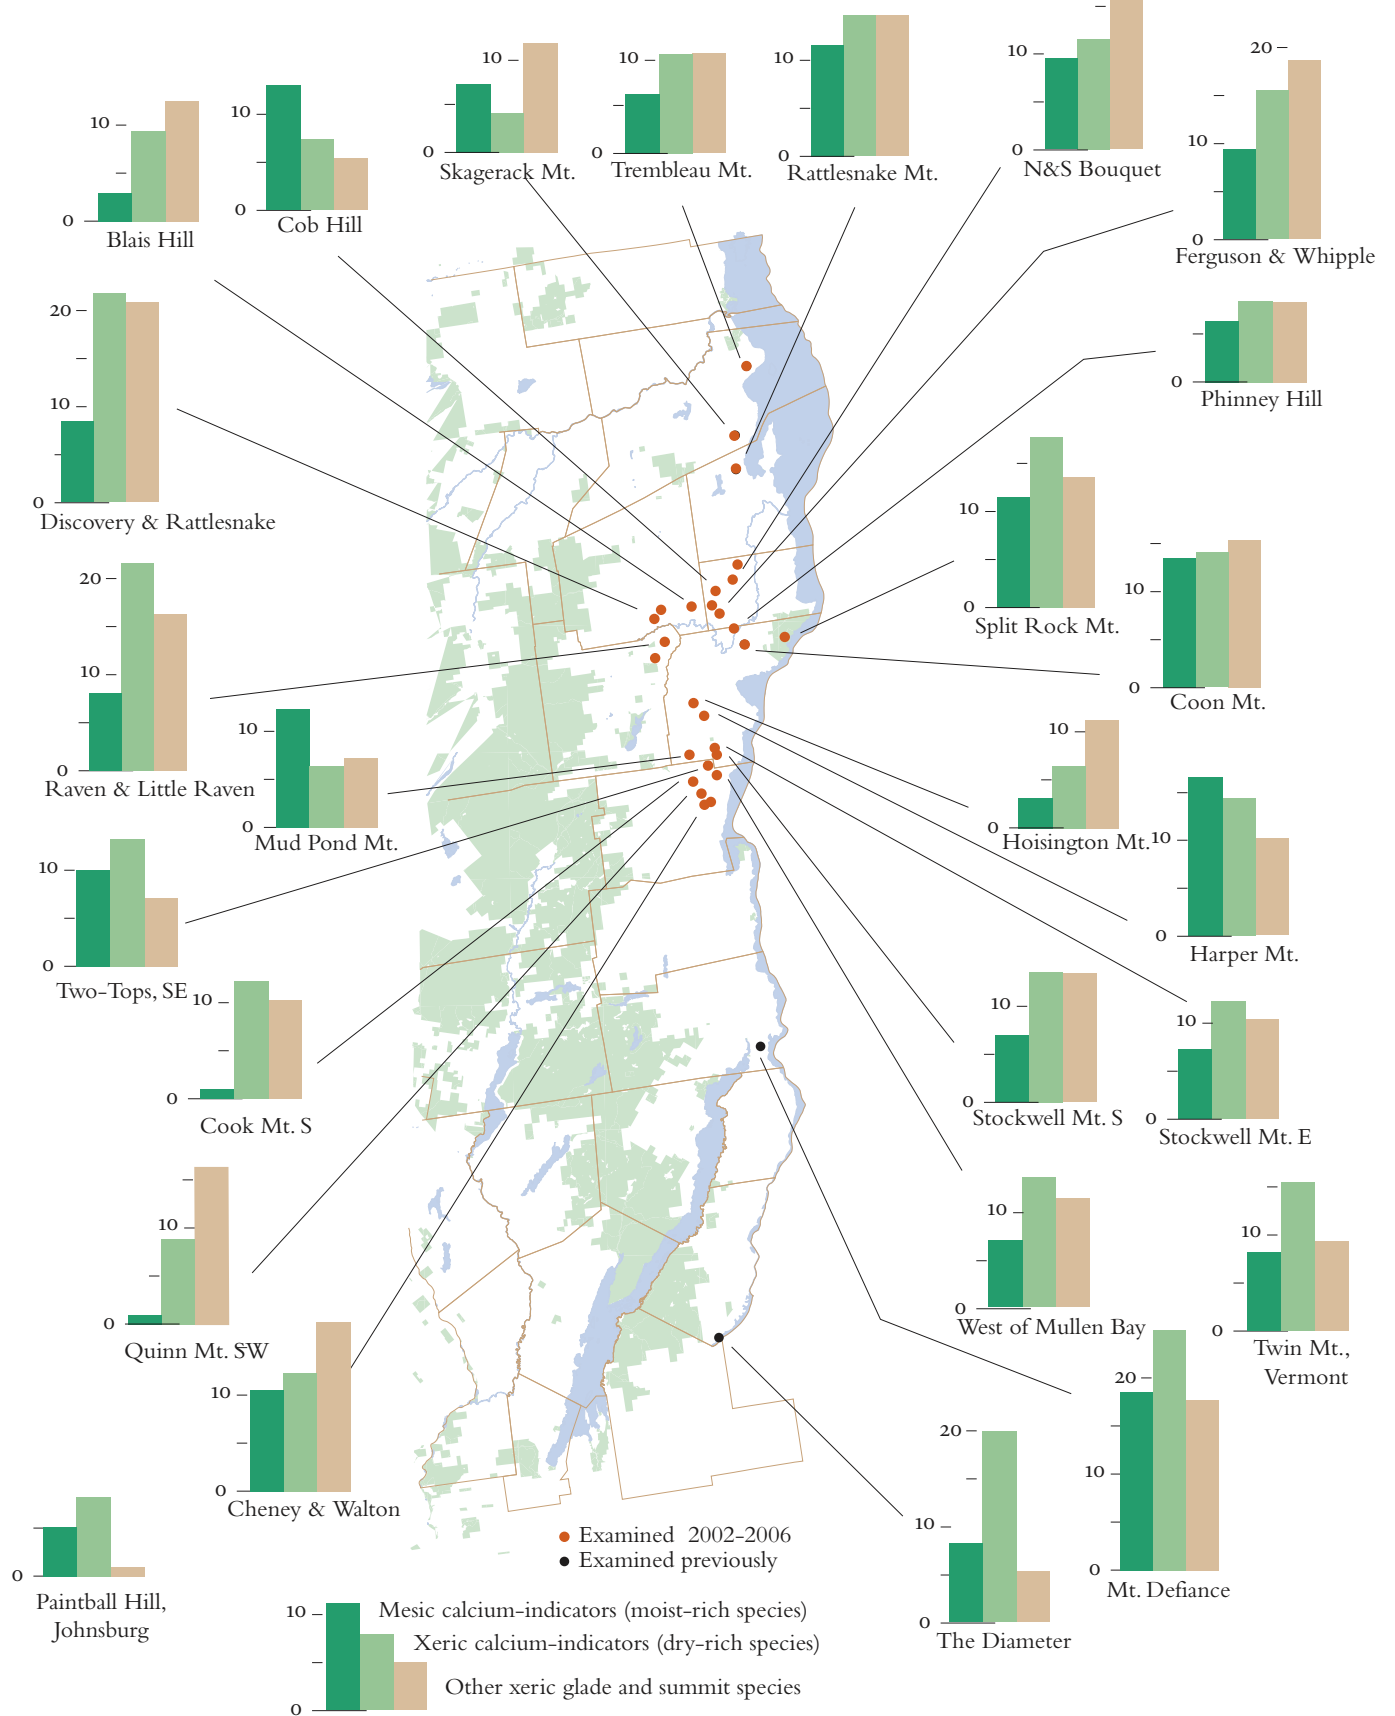 10
0
Skagerack Mt.
10
0
Trembleau Mt.
10
0
Rattlesnake Mt.
10
0
N&S Bouquet
20
10
0
Ferguson & Whipple
10
0
Blais Hill
10
0
Cob Hill
20
10
0
Discovery & Rattlesnake
0
Phinney Hill
10
0
Split Rock Mt.
10
0
Coon Mt.
20
10
0
Raven & Little Raven
10
0
Mud Pond Mt.
10
0
Hoisington Mt.
10
0
Harper Mt.
10
0
Two-Tops, SE
10
0
Cook Mt. S
10
0
Stockwell Mt. S
10
0
Stockwell Mt. E
10
0
Quinn Mt. SW
10
0
West of Mullen Bay
10
0
Twin Mt.,
Vermont
10
0
Cheney & Walton
20
10
0
Mt. Defiance
20
10
0
The Diameter
0
Paintball Hill,
Johnsburg
Examined 2002-2006
Examined previously
10
0
Mesic calcium-indicators (moist-rich species)
Xeric calcium-indicators (dry-rich species)
Other xeric glade and summit species